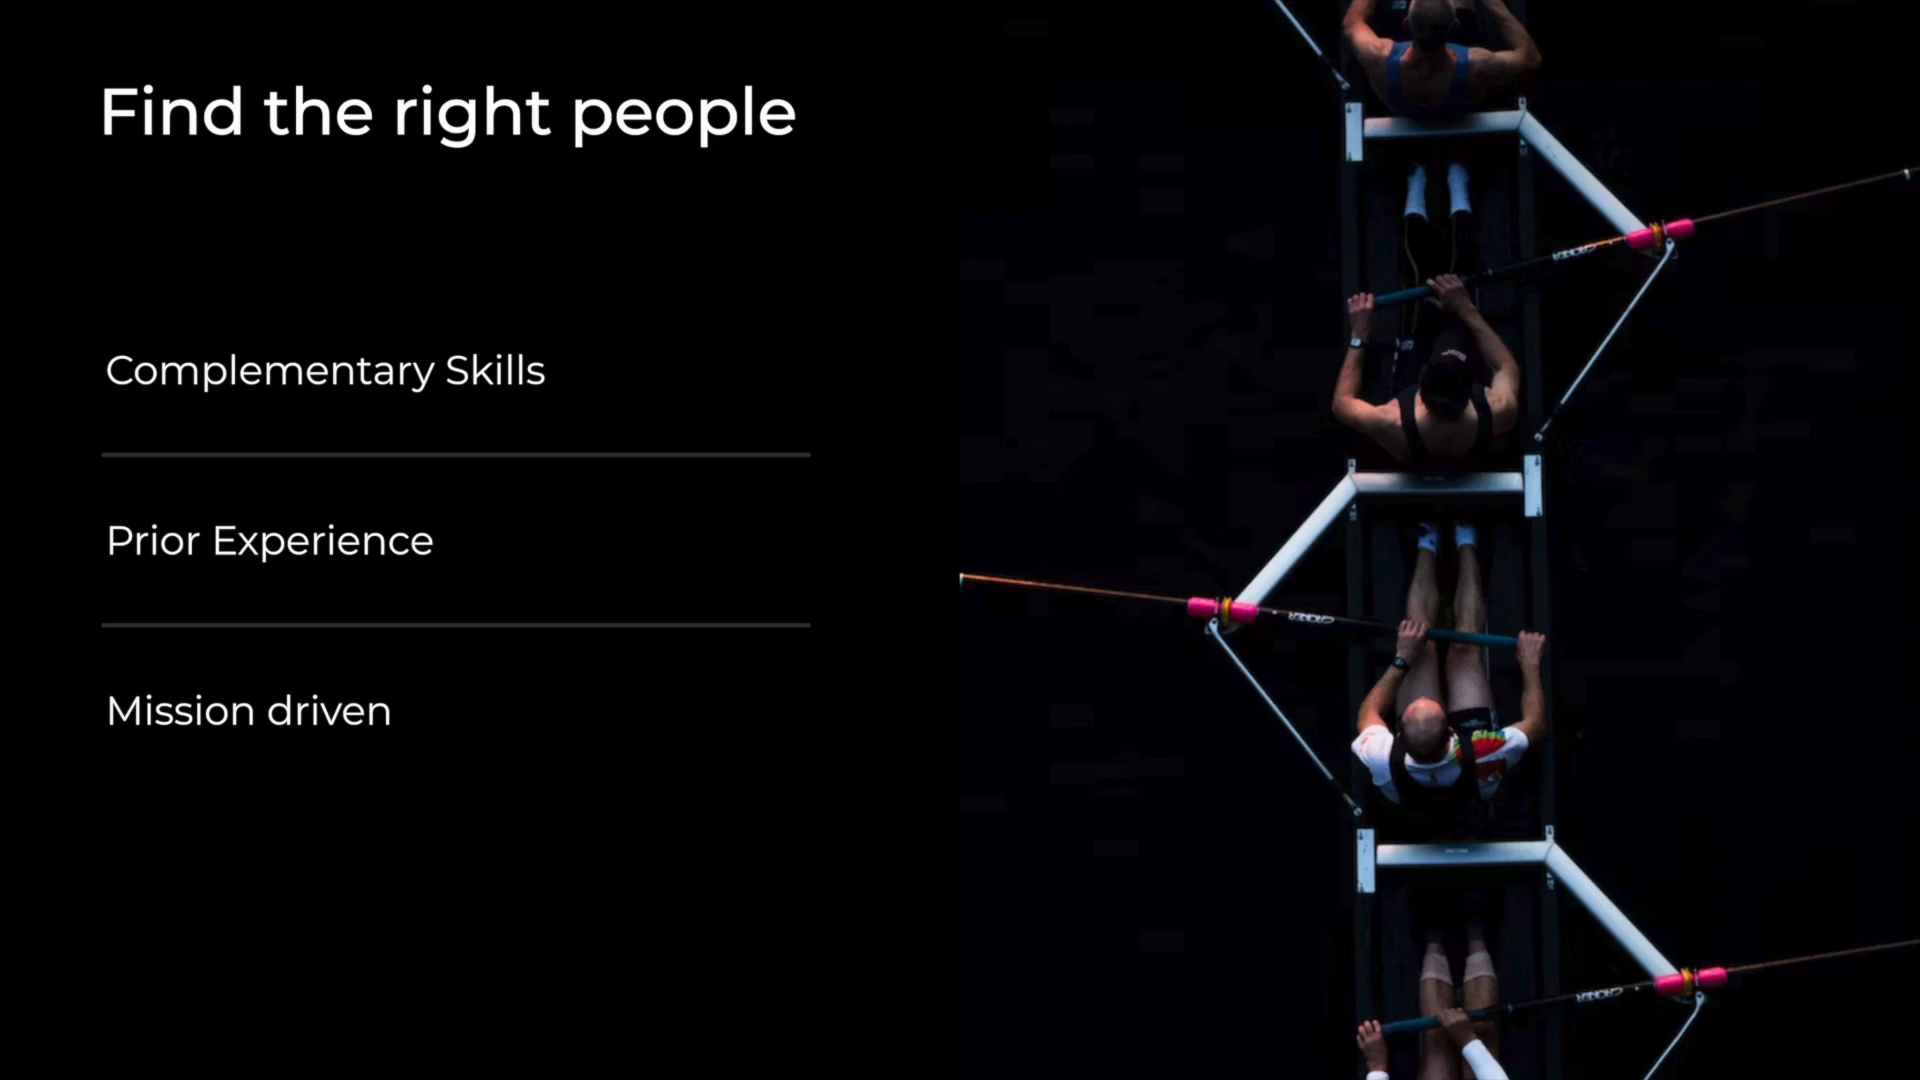 Find the right people
Complementary Skills
Prior Experience
Mission driven